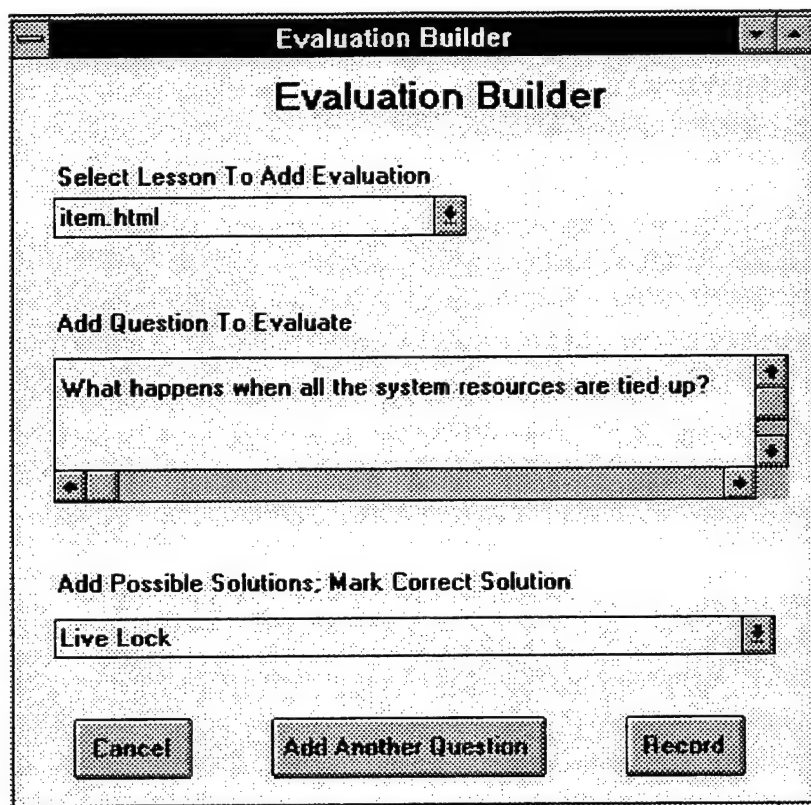 Evaluation Builder
Evaluation Builder
Select Lesson To Add Evaluation
item.html
Add Question To Evaluate
What happens when all the system resources are tied up?
Add Possible Solutions; Mark Correct Solution
Live Lock
Cancel Add Another Question Record